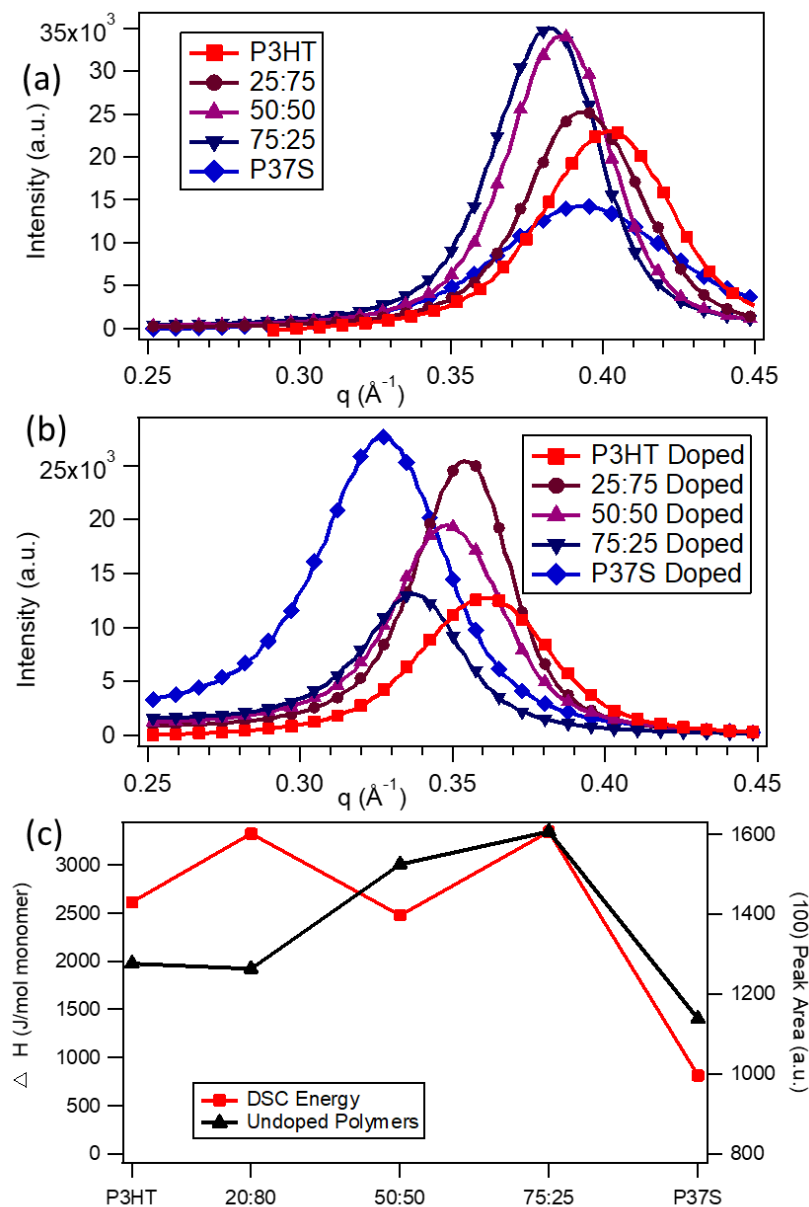 (a)
35x10³
30
25
20
15
10
5
0
Intensity (a.u.)
P3HT
25:75
50:50
75:25
P37S
0.25
0.30
0.35
0.40
0.45
q (Å⁻¹)
(b)
25x10³
20
15
10
5
0
Intensity (a.u.)
P3HT Doped
25:75 Doped
50:50 Doped
75:25 Doped
P37S Doped
0.25
0.30
0.35
0.40
0.45
q (Å⁻¹)
(c)
3000
2500
2000
1500
1000
500
0
△ H (J/mol monomer)
DSC Energy
Undoped Polymers
1600
1400
1200
1000
800
(100) Peak Area (a.u.)
P3HT
20:80
50:50
75:25
P37S